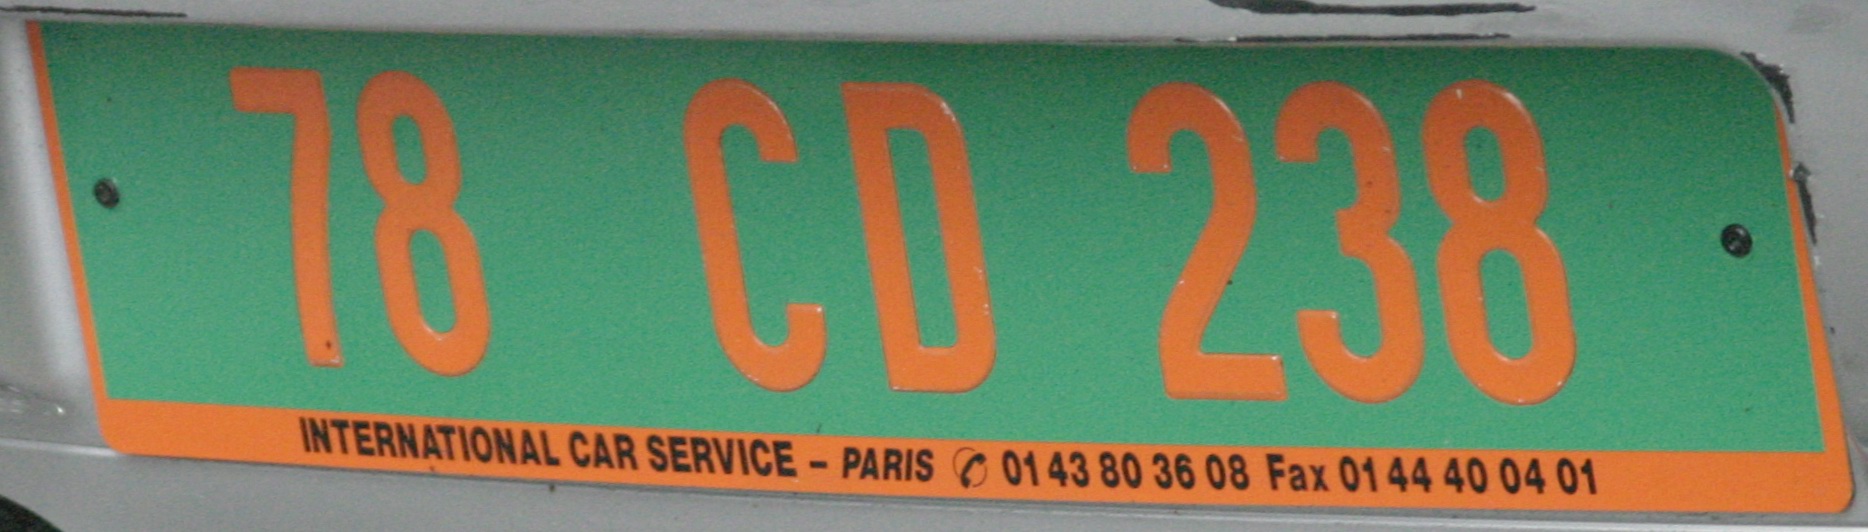 78 CD 238
INTERNATIONAL CAR SERVICE - PARIS ✆ 01 43 80 36 08 Fax 01 44 40 04 01